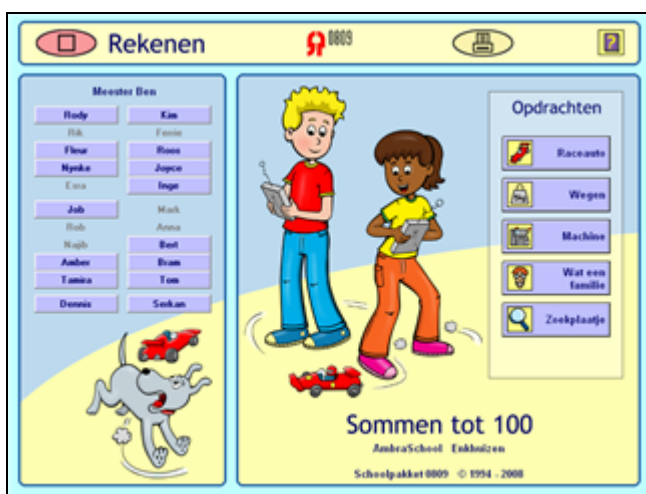 Rekenen
0809
Meester Ben
Rody Kim
Rik Fenie
Fleur Roos
Nynke Joyce
Esra Inge
Job Mark
Rob Anna
Najib Bert
Amber Bram
Tamira Tom
Dennis Serkan
Opdrachten
Raceauto
Wegen
Machine
Wat een
familie
Zoekplaatje
Sommen tot 100
AmbraSchool Enkhuizen
Schoolpakket 0809 © 1994 - 2008